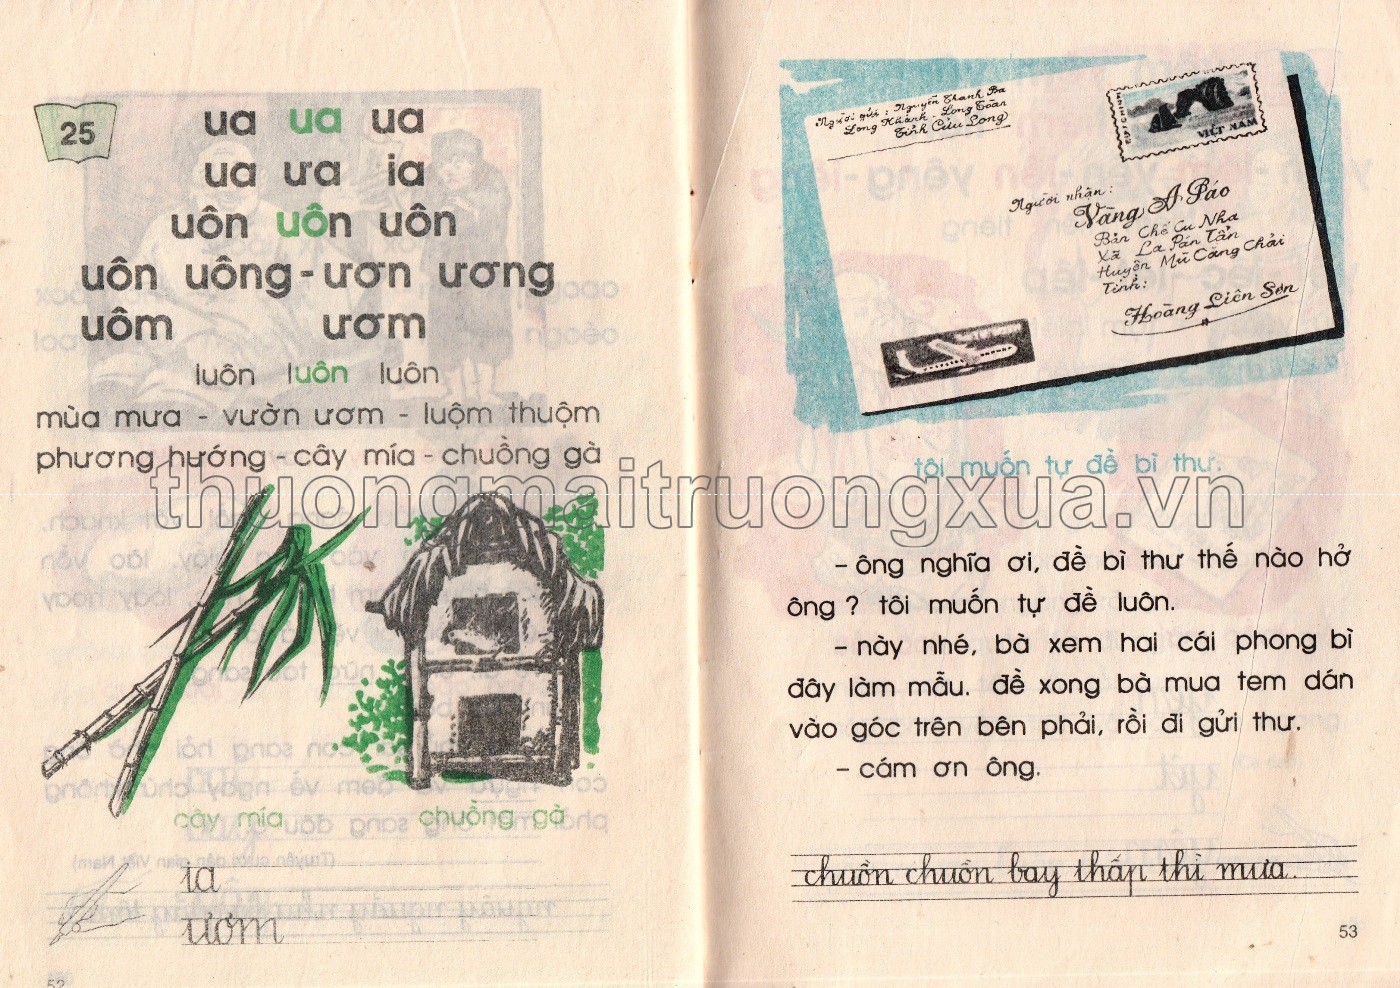 25
ua ua ua
ua ưa ia
uôn uôn uôn
uôn uông - ươn ương
uôm ươm
luôn luôn luôn
mùa mưa - vườn ươm - luộm thuộm
phương hướng - cây mía - chuồng gà
cây mía chuồng gà
ia
ươm
52
Người gửi: Nguyễn Thanh Ba
Long Khánh - Long Toàn
Tỉnh Cửu Long
BƯU CHÍNH
VIỆT NAM
Người nhận:
Vàng A Páo
Bản Chế Cu Nha
Xã La Pán Tẩn
Huyện Mù Căng Chải
Tỉnh:
Hoàng Liên Sơn
tôi muốn tự đề bì thư.
thuongmaitruongxua.vn
– ông nghĩa ơi, đề bì thư thế nào hở
ông ? tôi muốn tự đề luôn.
– này nhé, bà xem hai cái phong bì
đây làm mẫu. đề xong bà mua tem dán
vào góc trên bên phải, rồi đi gửi thư.
– cám ơn ông.
chuồn chuồn bay thấp thì mưa.
53